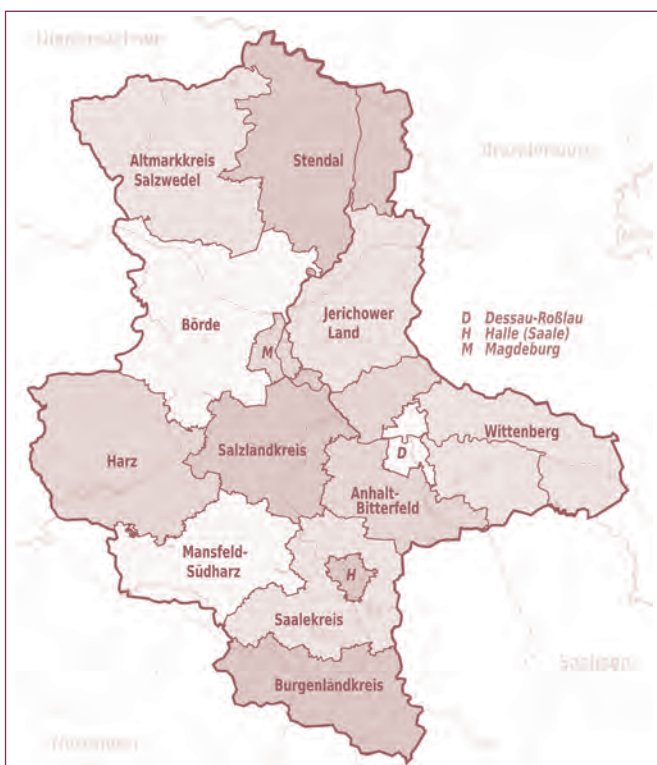 Altmarkkreis
Salzwedel
Stendal
Börde
Jerichower
Land
M
D Dessau-Roßlau
H Halle (Saale)
M Magdeburg
Harz
Salzlandkreis
Wittenberg
D
Anhalt-
Bitterfeld
Mansfeld-
Südharz
H
Saalekreis
Sachsen
Burgenlandkreis